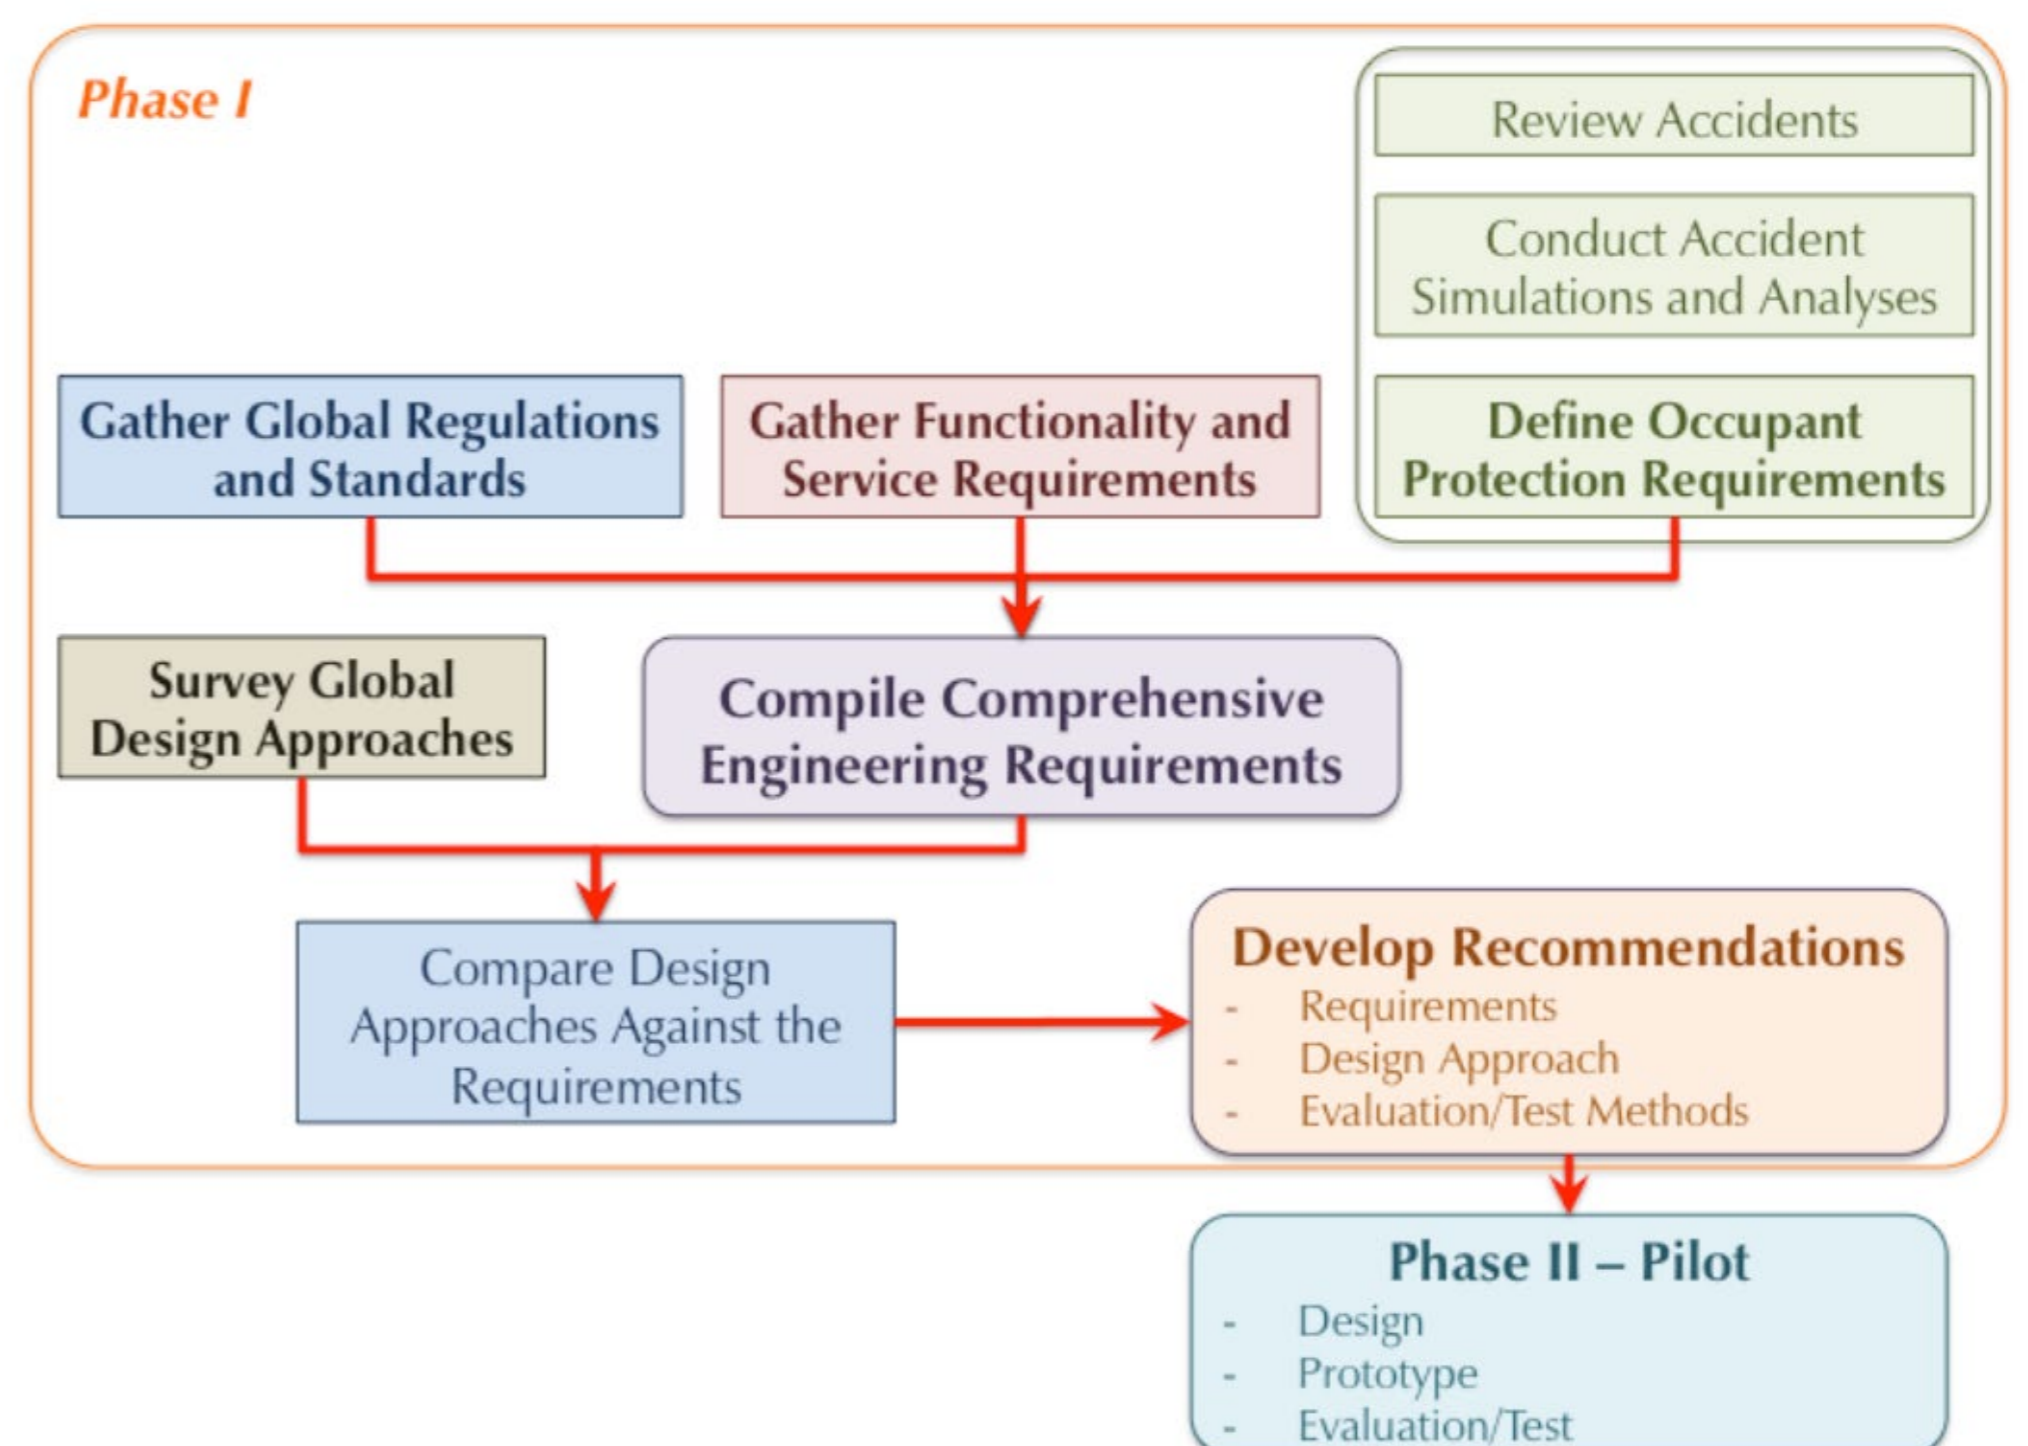 Phase I
Review Accidents
Conduct Accident
Simulations and Analyses
Gather Global Regulations
and Standards
Gather Functionality and
Service Requirements
Define Occupant
Protection Requirements
Survey Global
Design Approaches
Compile Comprehensive
Engineering Requirements
Compare Design
Approaches Against the
Requirements
Develop Recommendations
- Requirements
- Design Approach
- Evaluation/Test Methods
Phase II – Pilot
- Design
- Prototype
- Evaluation/Test